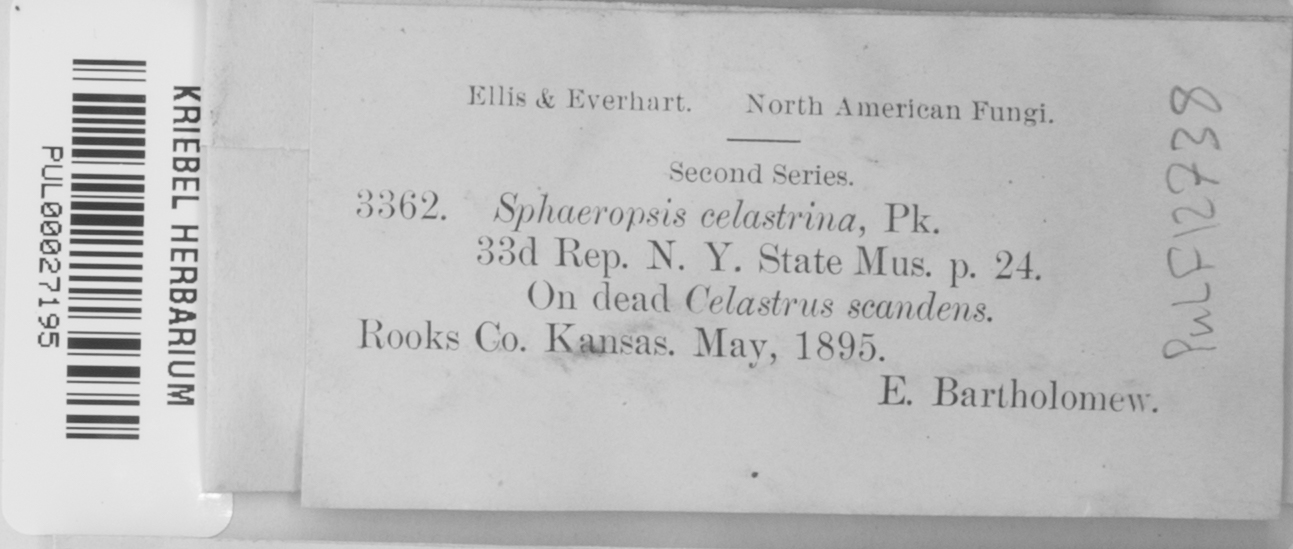 KRIEBEL HERBARIUM
PUL00027195
Ellis & Everhart. North American Fungi.
Second Series.
3362. Sphaeropsis celastrina, Pk.
33d Rep. N. Y. State Mus. p. 24.
On dead Celastrus scandens.
Rooks Co. Kansas. May, 1895.
E. Bartholomew.
PULF12738